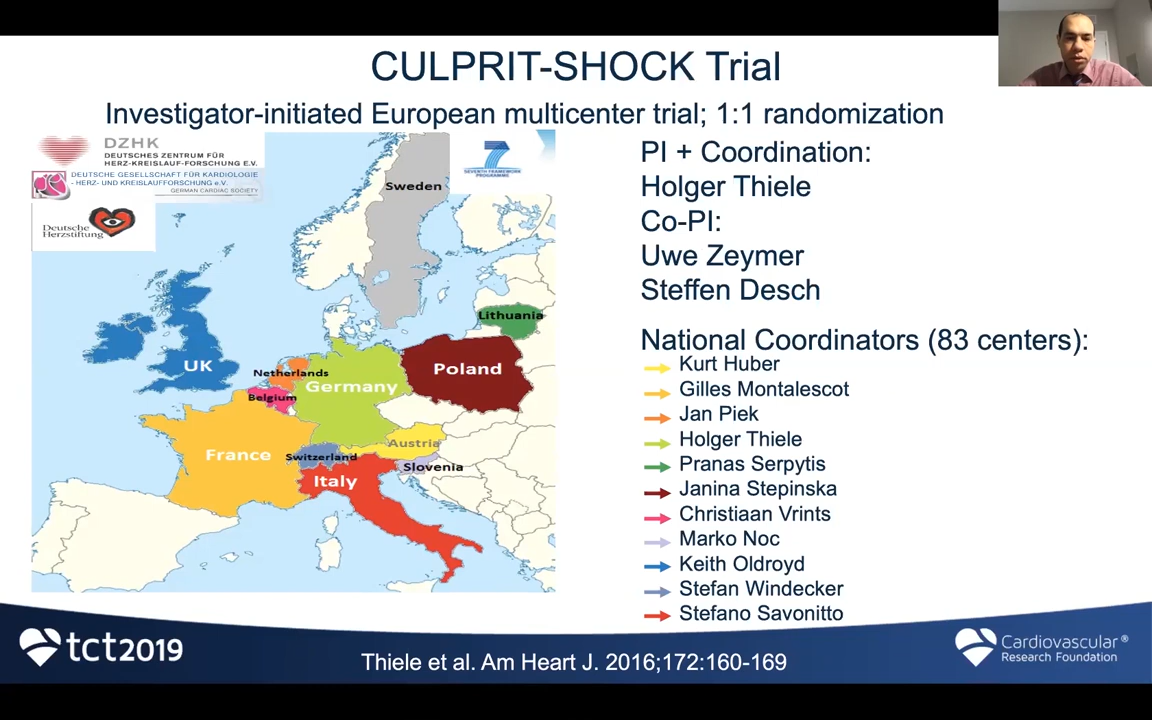 CULPRIT-SHOCK Trial
Investigator-initiated European multicenter trial; 1:1 randomization
DZHK
DEUTSCHES ZENTRUM FÜR
HERZ-KREISLAUF-FORSCHUNG E.V.
DEUTSCHE GESELLSCHAFT FÜR KARDIOLOGIE
- HERZ- UND KREISLAUFFORSCHUNG e.V.
GERMAN CARDIAC SOCIETY
Deutsche
Herzstiftung
7
SEVENTH FRAMEWORK
PROGRAMME
Sweden
Lithuania
UK
Netherlands
Poland
Germany
Belgium
Austria
France
Switzerland
Slovenia
Italy
PI + Coordination:
Holger Thiele
Co-PI:
Uwe Zeymer
Steffen Desch
National Coordinators (83 centers):
Kurt Huber
Gilles Montalescot
Jan Piek
Holger Thiele
Pranas Serpytis
Janina Stepinska
Christiaan Vrints
Marko Noc
Keith Oldroyd
Stefan Windecker
Stefano Savonitto
tct2019
Thiele et al. Am Heart J. 2016;172:160-169
Cardiovascular®
Research Foundation